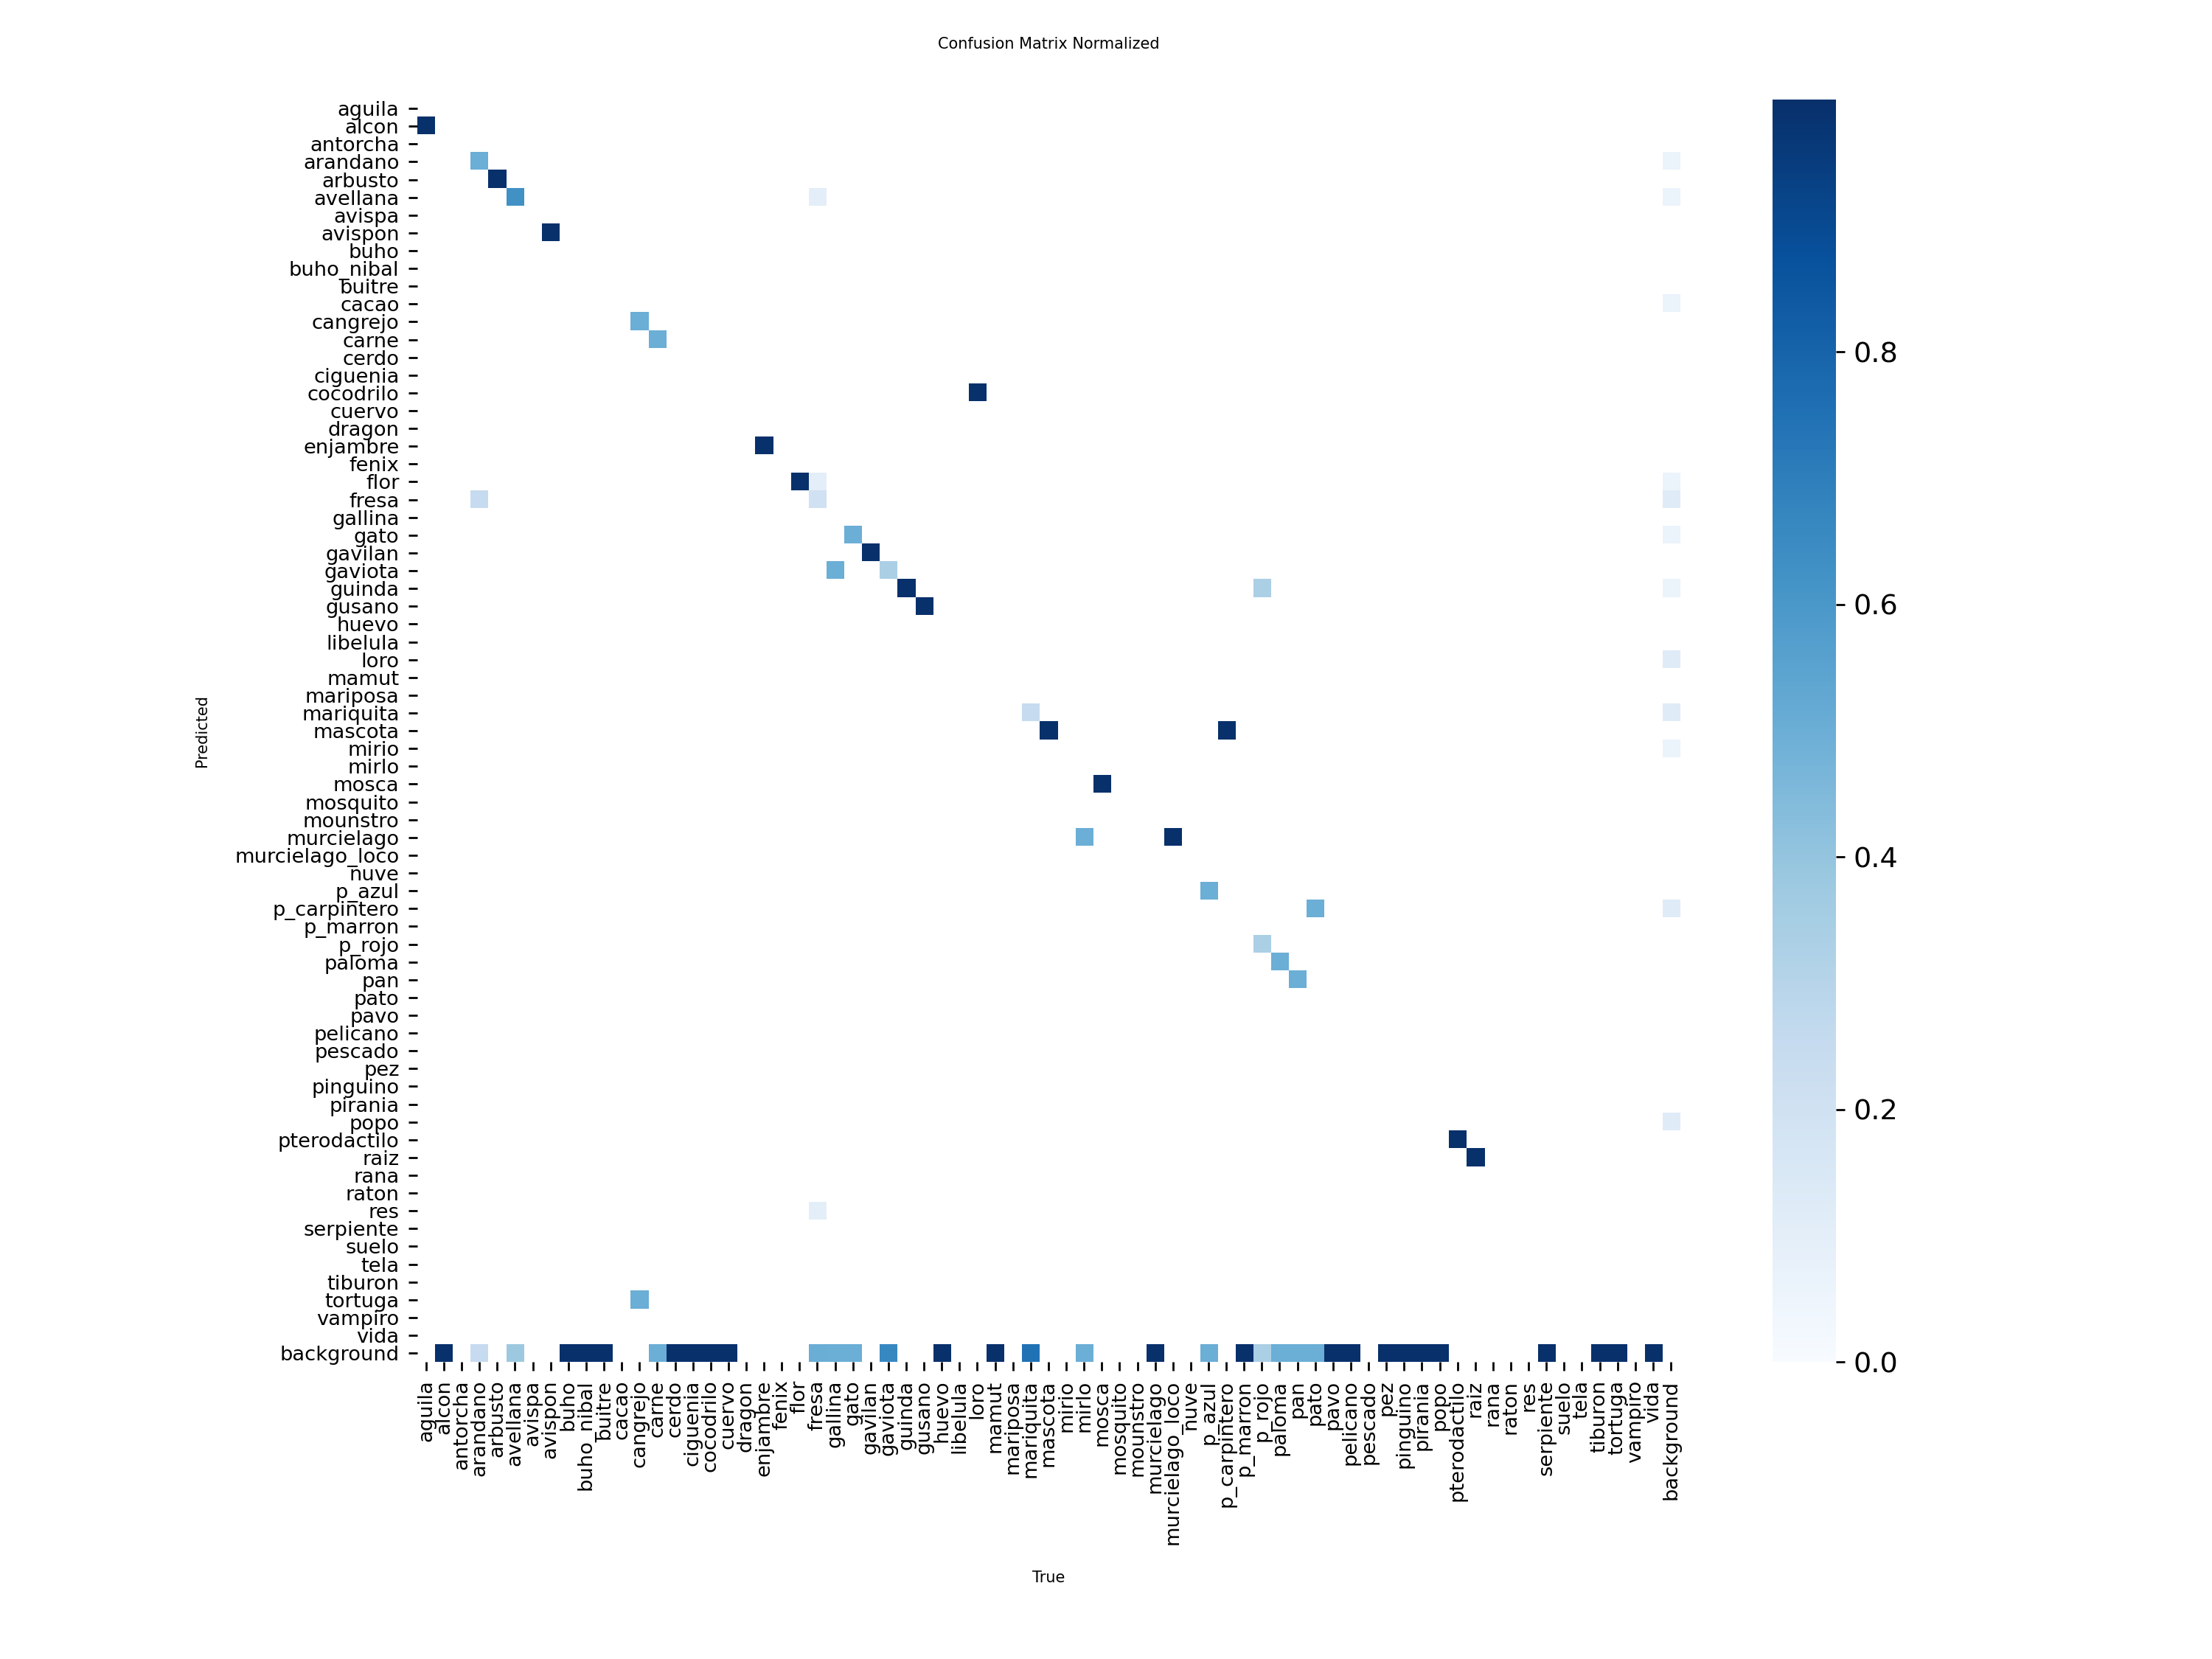 Confusion Matrix Normalized
aguila
alcon
antorcha
arandano
arbusto
avellana
avispa
avispon
buho
buho_nibal
buitre
cacao
cangrejo
carne
cerdo
ciguenia
cocodrilo
cuervo
dragon
enjambre
fenix
flor
fresa
gallina
gato
gavilan
gaviota
guinda
gusano
huevo
libelula
loro
mamut
mariposa
mariquita
mascota
mirio
mirlo
mosca
mosquito
mounstro
murcielago
murcielago_loco
nuve
p_azul
p_carpintero
p_marron
p_rojo
paloma
pan
pato
pavo
pelicano
pescado
pez
pinguino
pirania
popo
pterodactilo
raiz
rana
raton
res
serpiente
suelo
tela
tiburon
tortuga
vampiro
vida
background
Predicted
aguila
alcon
antorcha
arandano
arbusto
avellana
avispa
avispon
buho
buho_nibal
buitre
cacao
cangrejo
carne
cerdo
ciguenia
cocodrilo
cuervo
dragon
enjambre
fenix
flor
fresa
gallina
gato
gavilan
gaviota
guinda
gusano
huevo
libelula
loro
mamut
mariposa
mariquita
mascota
mirio
mirlo
mosca
mosquito
mounstro
murcielago
murcielago_loco
nuve
p_azul
p_carpintero
p_marron
p_rojo
paloma
pan
pato
pavo
pelicano
pescado
pez
pinguino
pirania
popo
pterodactilo
raiz
rana
raton
res
serpiente
suelo
tela
tiburon
tortuga
vampiro
vida
background
True
0.8
0.6
0.4
0.2
0.0